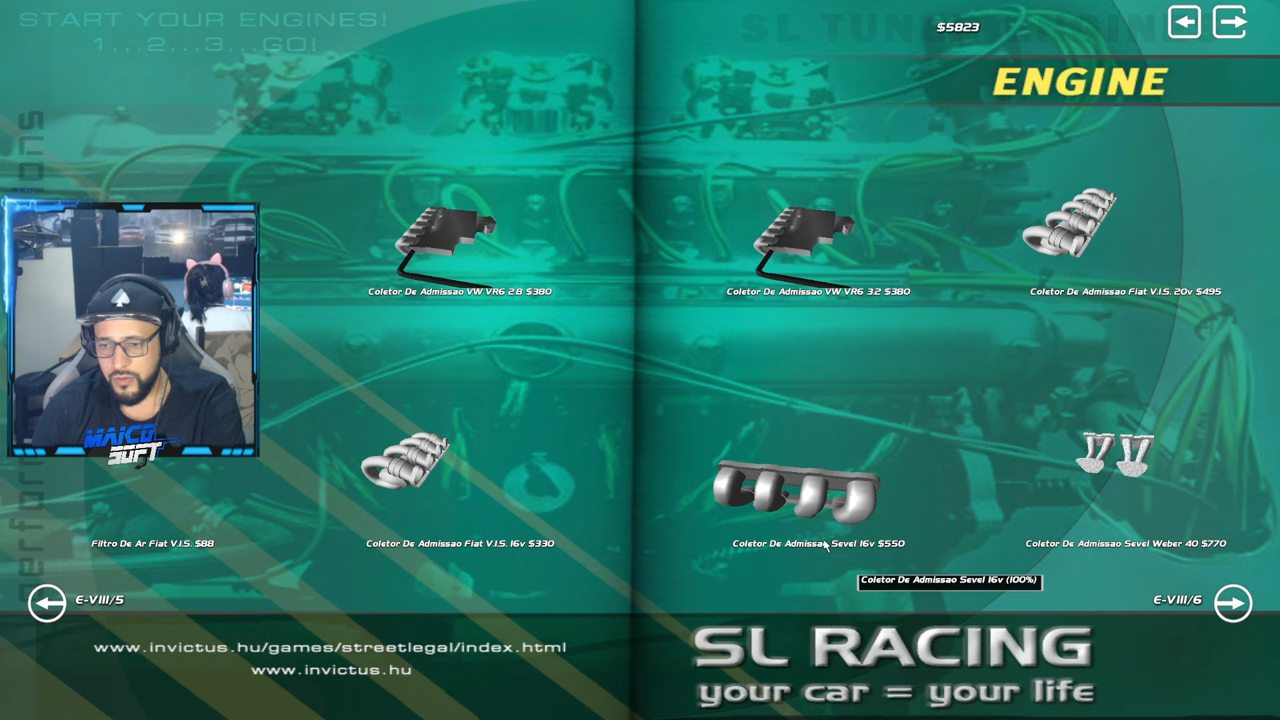 START YOUR ENGINES!
1...2...3...GO!
SL TUNED ENGIN
$5823
ENGINE
Coletor De Admissao VW VR6 2.8 $380
Coletor De Admissao VW VR6 3.2 $380
Coletor De Admissao Fiat V.I.S. 20v $495
MAICO
SOFT
Filtro De Ar Fiat V.I.S. $88
Coletor De Admissao Fiat V.I.S. 16v $330
Coletor De Admissao Sevel 16v $550
Coletor De Admissao Sevel Weber 40 $770
Coletor De Admissao Sevel 16v (100%)
E-VIII/5
E-VIII/6
www.invictus.hu/games/streetlegal/index.html
www.invictus.hu
SL RACING
your car = your life